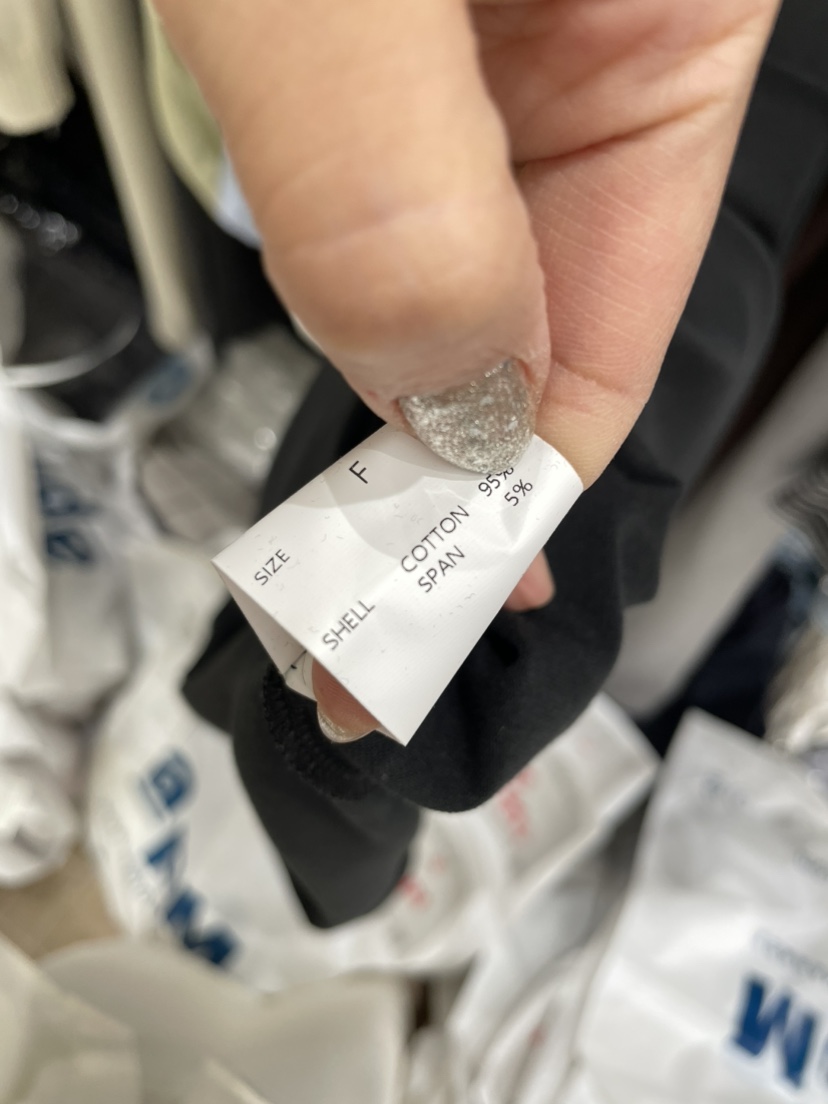 SIZE F
SHELL COTTON 95%
SPAN 5%